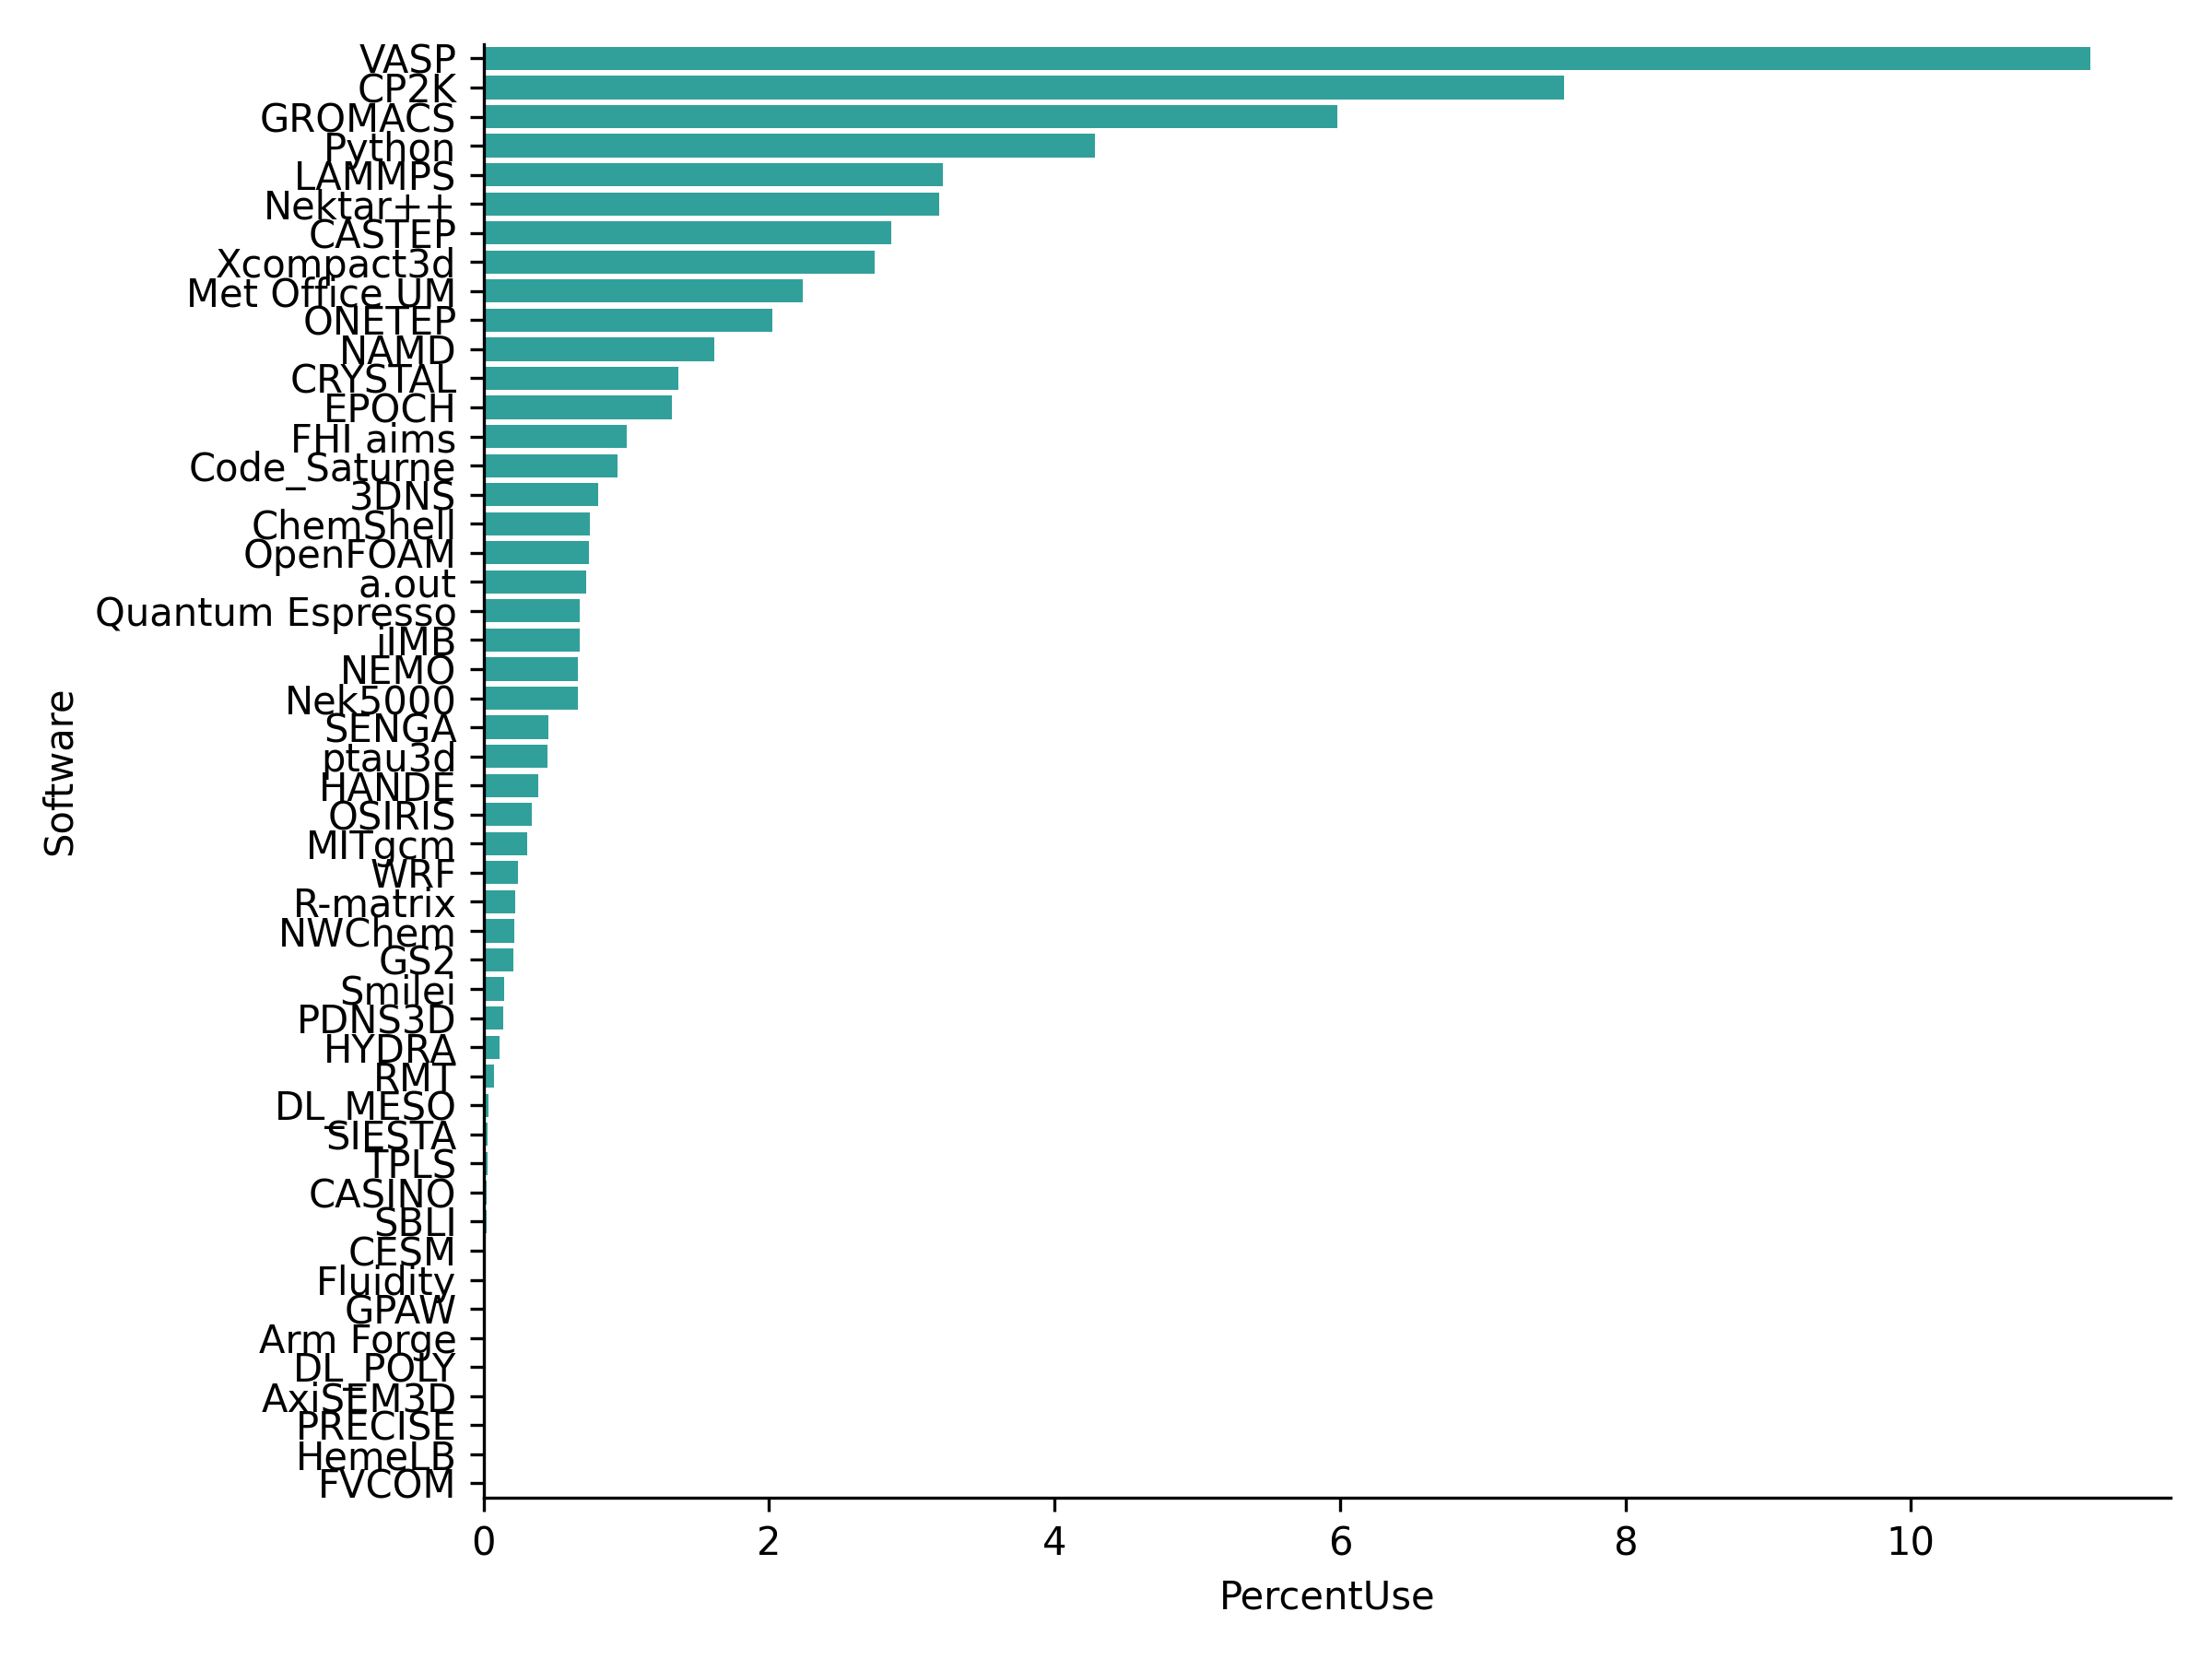 VASP
CP2K
GROMACS
Python
LAMMPS
Nektar++
CASTEP
Xcompact3d
Met Office UM
ONETEP
NAMD
CRYSTAL
EPOCH
FHI aims
Code_Saturne
3DNS
ChemShell
OpenFOAM
a.out
Quantum Espresso
iIMB
NEMO
Nek5000
SENGA
ptau3d
HANDE
OSIRIS
MITgcm
WRF
R-matrix
NWChem
GS2
Smilei
PDNS3D
HYDRA
RMT
DL_MESO
SIESTA
TPLS
CASINO
SBLI
CESM
Fluidity
GPAW
Arm Forge
DL_POLY
AxiSEM3D
PRECISE
HemeLB
FVCOM
Software
0 2 4 6 8 10
PercentUse